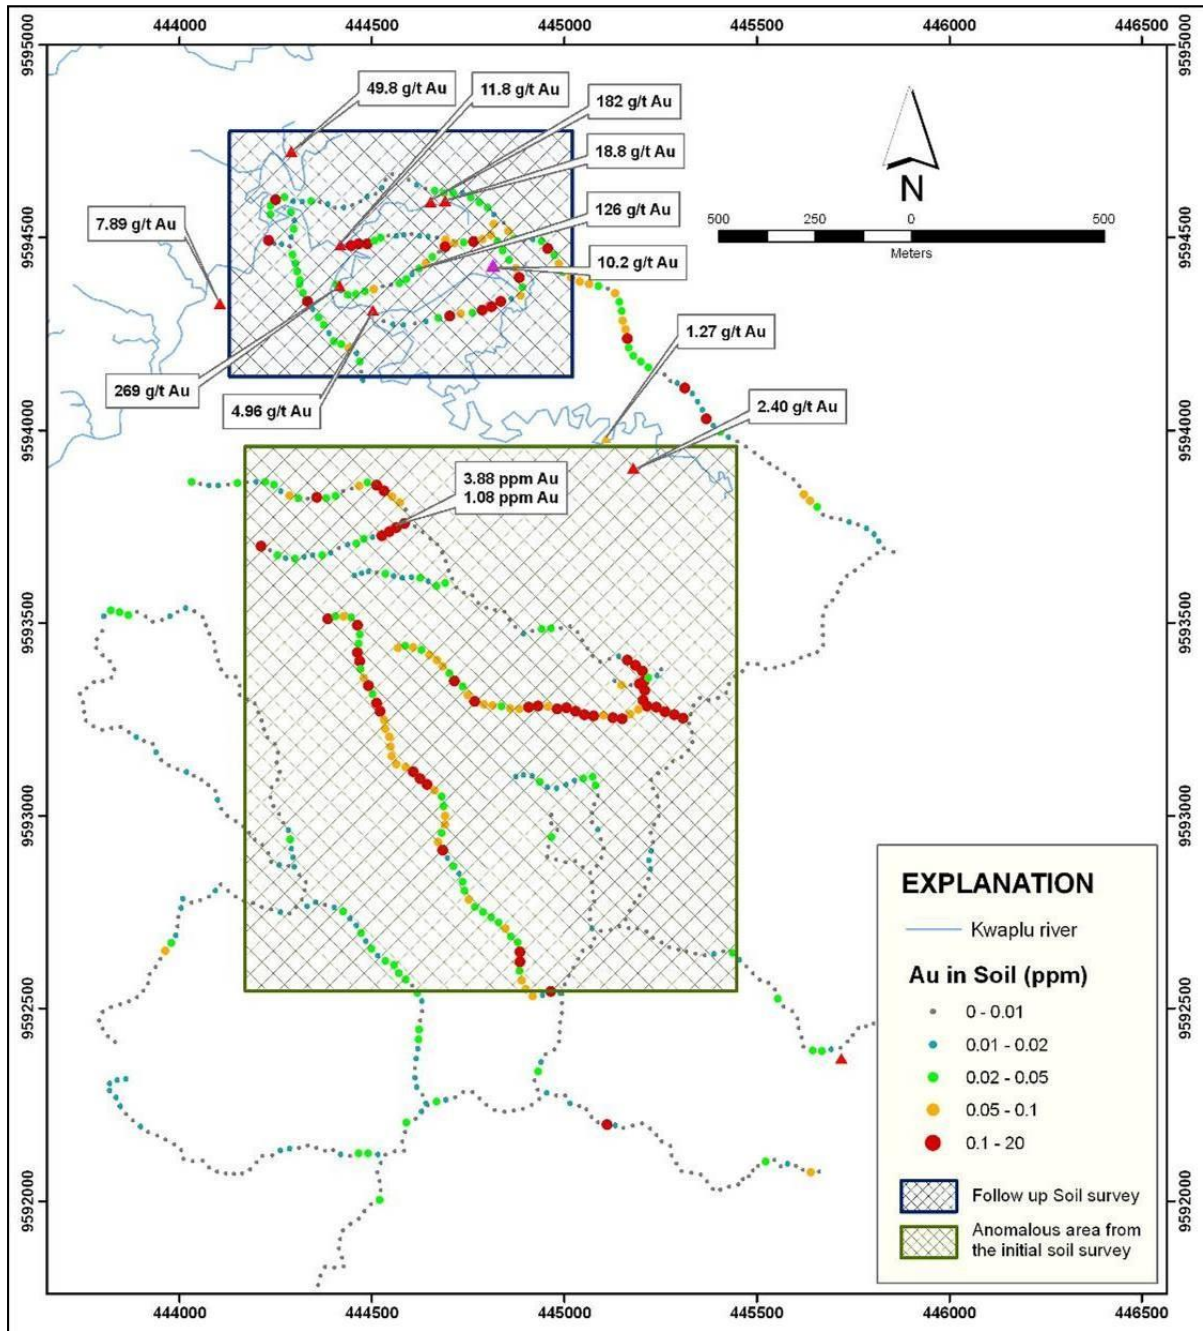 444000 444500 445000 445500 446000 446500
9595000
9595000
49.8 g/t Au
11.8 g/t Au
182 g/t Au
18.8 g/t Au
126 g/t Au
7.89 g/t Au
10.2 g/t Au
N
500 250 0 500
Meters
9594500
9594500
1.27 g/t Au
269 g/t Au
4.96 g/t Au
2.40 g/t Au
9594000
9594000
3.88 ppm Au
1.08 ppm Au
9593500
9593500
9593000
9593000
EXPLANATION
Kwaplu river
Au in Soil (ppm)
0 - 0.01
0.01 - 0.02
0.02 - 0.05
0.05 - 0.1
0.1 - 20
Follow up Soil survey
Anomalous area from
the initial soil survey
9592500
9592500
9592000
9592000
444000 444500 445000 445500 446000 446500